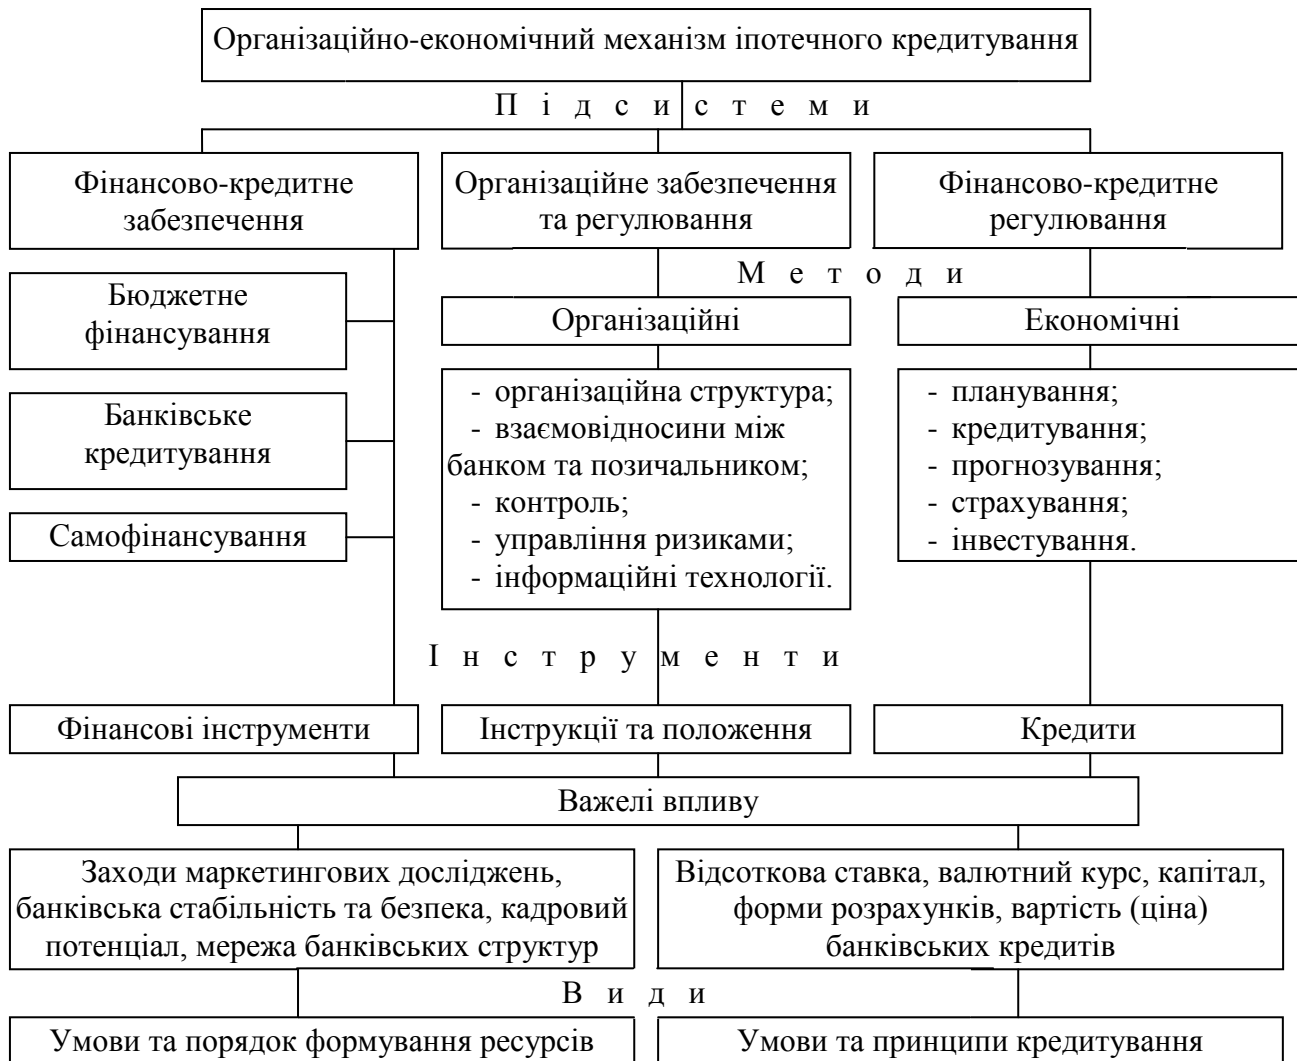 Організаційно-економічний механізм іпотечного кредитування
П і д с и с т е м и
Фінансово-кредитне
забезпечення
Організаційне забезпечення
та регулювання
Фінансово-кредитне
регулювання
М е т о д и
Бюджетне
фінансування
Банківське
кредитування
Самофінансування
Організаційні
- організаційна структура;
- взаємовідносини між
банком та позичальником;
- контроль;
- управління ризиками;
- інформаційні технології.
Економічні
- планування;
- кредитування;
- прогнозування;
- страхування;
- інвестування.
І н с т р у м е н т и
Фінансові інструменти
Інструкції та положення
Кредити
Важелі впливу
Заходи маркетингових досліджень,
банківська стабільність та безпека, кадровий
потенціал, мережа банківських структур
Відсоткова ставка, валютний курс, капітал,
форми розрахунків, вартість (ціна)
банківських кредитів
В и д и
Умови та порядок формування ресурсів
Умови та принципи кредитування